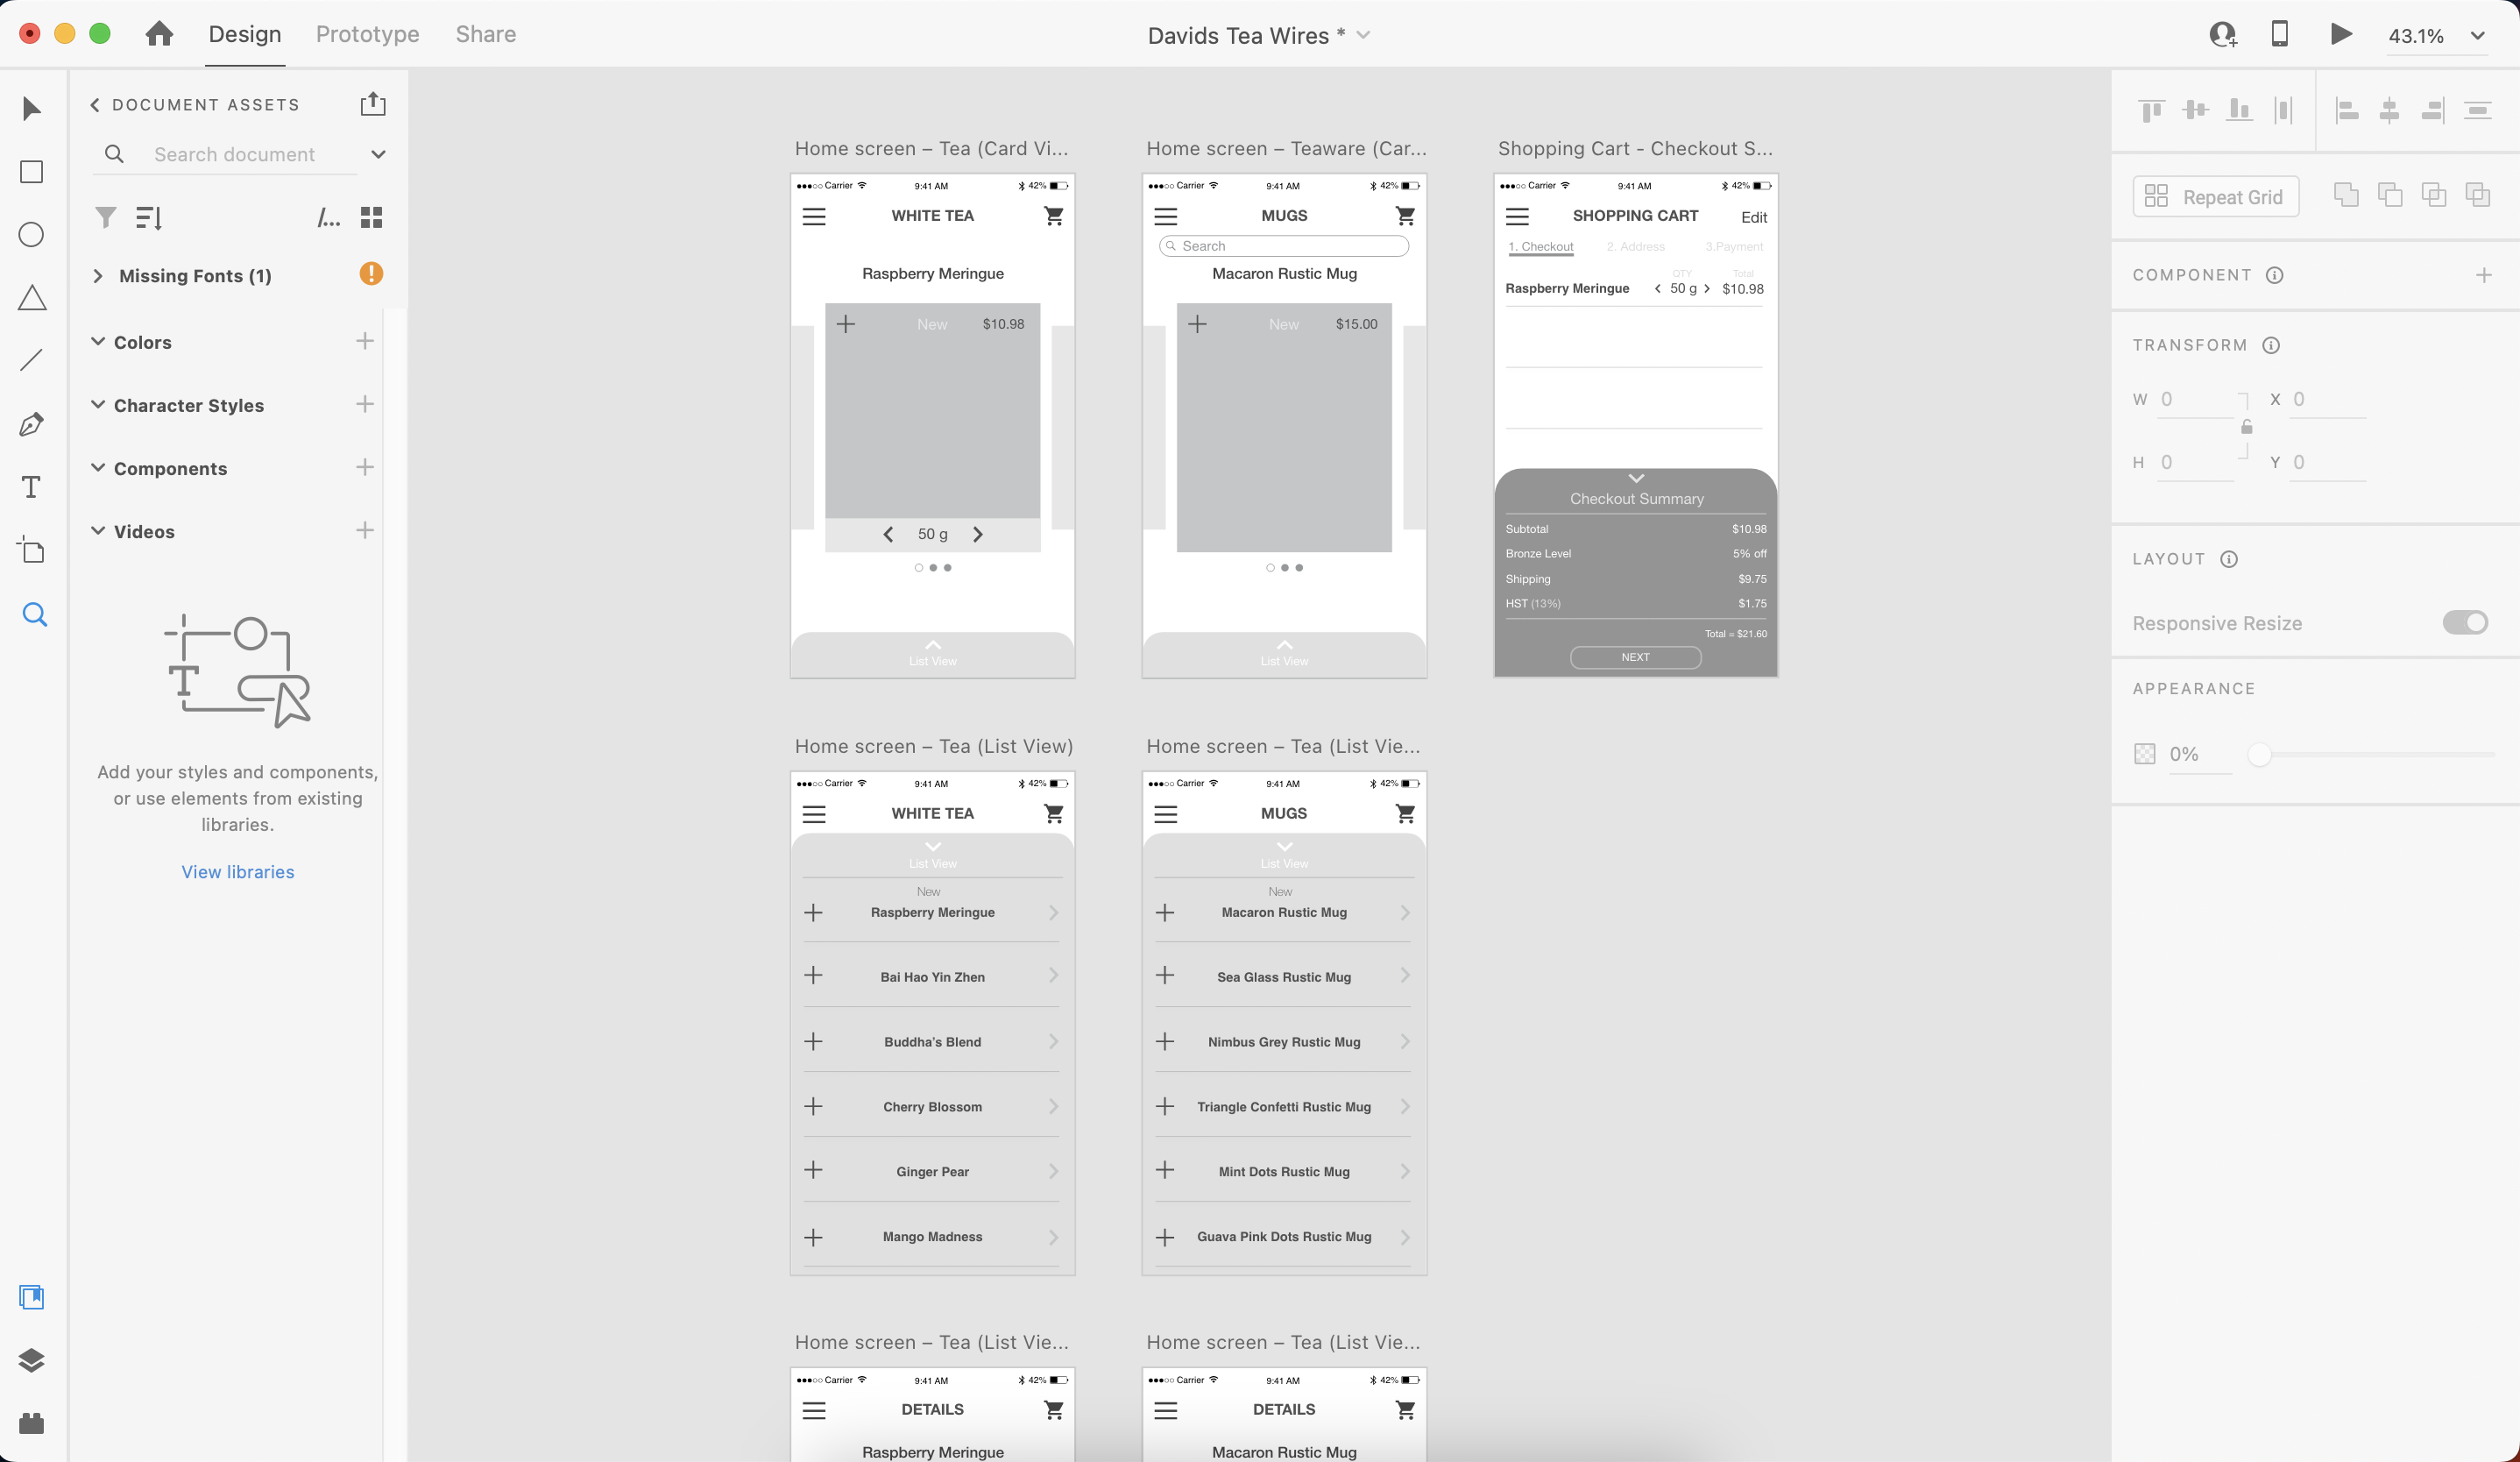 Design
Prototype
Share
Davids Tea Wires *
43.1%
DOCUMENT ASSETS
Search document
/...
Missing Fonts (1)
Colors
Character Styles
Components
Videos
Add your styles and components,
or use elements from existing
libraries.
View libraries
Home screen – Tea (Card Vi...
Carrier
9:41 AM
42%
WHITE TEA
Raspberry Meringue
New
$10.98
50 g
List View
Home screen – Teaware (Car...
Carrier
9:41 AM
42%
MUGS
Search
Macaron Rustic Mug
New
$15.00
List View
Shopping Cart - Checkout S...
Carrier
9:41 AM
42%
SHOPPING CART
Edit
1. Checkout
2. Address
3.Payment
QTY
Total
Raspberry Meringue
50 g
$10.98
Checkout Summary
Subtotal
$10.98
Bronze Level
5% off
Shipping
$9.75
HST (13%)
$1.75
Total = $21.60
NEXT
Home screen – Tea (List View)
Carrier
9:41 AM
42%
WHITE TEA
List View
New
Raspberry Meringue
Bai Hao Yin Zhen
Buddha's Blend
Cherry Blossom
Ginger Pear
Mango Madness
Home screen – Tea (List Vie...
Carrier
9:41 AM
42%
MUGS
List View
New
Macaron Rustic Mug
Sea Glass Rustic Mug
Nimbus Grey Rustic Mug
Triangle Confetti Rustic Mug
Mint Dots Rustic Mug
Guava Pink Dots Rustic Mug
Home screen – Tea (List Vie...
Carrier
9:41 AM
42%
DETAILS
Raspberry Meringue
Home screen – Tea (List Vie...
Carrier
9:41 AM
42%
DETAILS
Macaron Rustic Mug
Repeat Grid
COMPONENT
TRANSFORM
W 0
X 0
H 0
Y 0
LAYOUT
Responsive Resize
APPEARANCE
0%